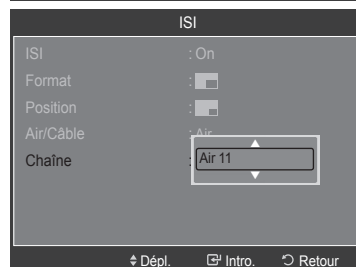 ISI
ISI : On
Format :
Position :
Air/Câble : Air
Chaîne : Air 11
Dépl. Intro. Retour